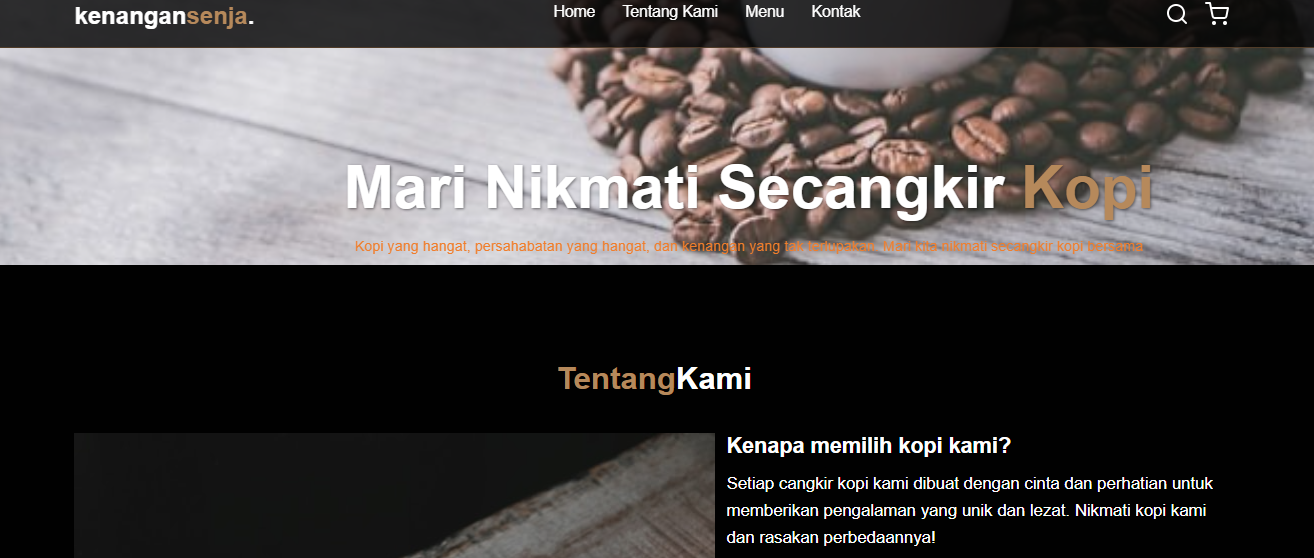 kenangansenja.
Home Tentang Kami Menu Kontak
Mari Nikmati Secangkir Kopi
Kopi yang hangat, persahabatan yang hangat, dan kenangan yang tak terlupakan. Mari kita nikmati secangkir kopi bersama
TentangKami
Kenapa memilih kopi kami?
Setiap cangkir kopi kami dibuat dengan cinta dan perhatian untuk
memberikan pengalaman yang unik dan lezat. Nikmati kopi kami
dan rasakan perbedaannya!